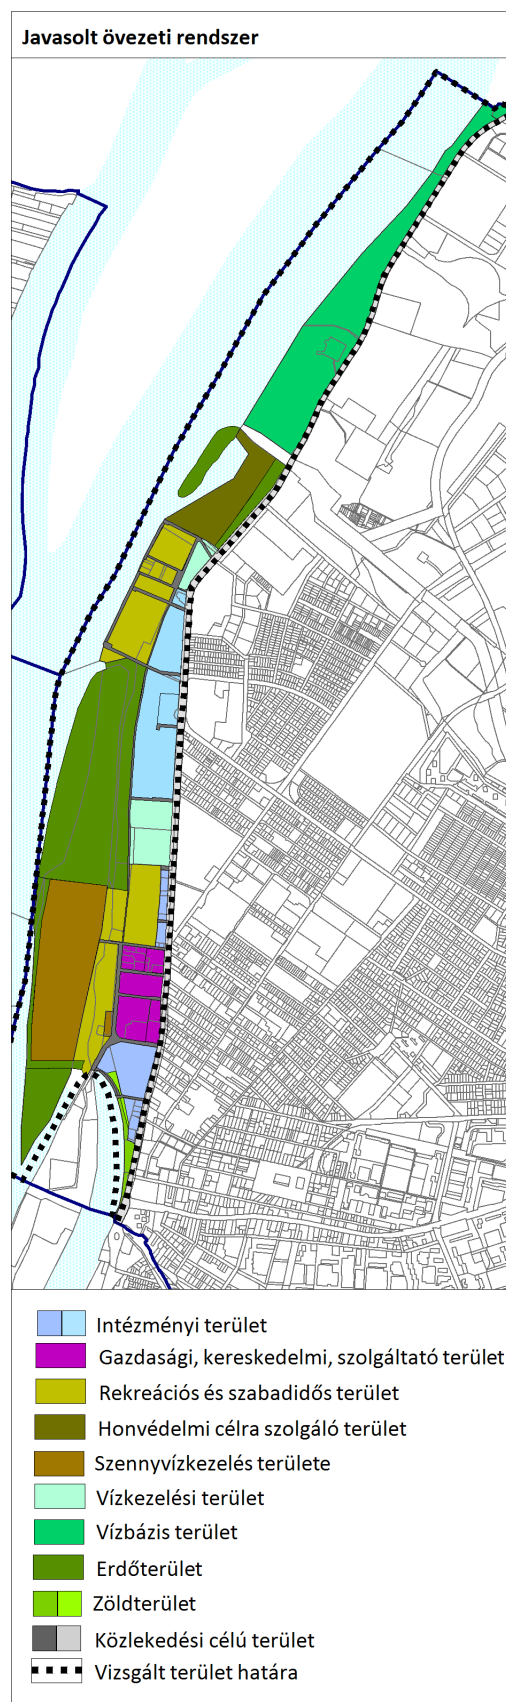 Javasolt övezeti rendszer
Intézményi terület
Gazdasági, kereskedelmi, szolgáltató terület
Rekreációs és szabadidős terület
Honvédelmi célra szolgáló terület
Szennyvízkezelés területe
Vízkezelési terület
Vízbázis terület
Erdőterület
Zöldterület
Közlekedési célú terület
Vizsgált terület határa